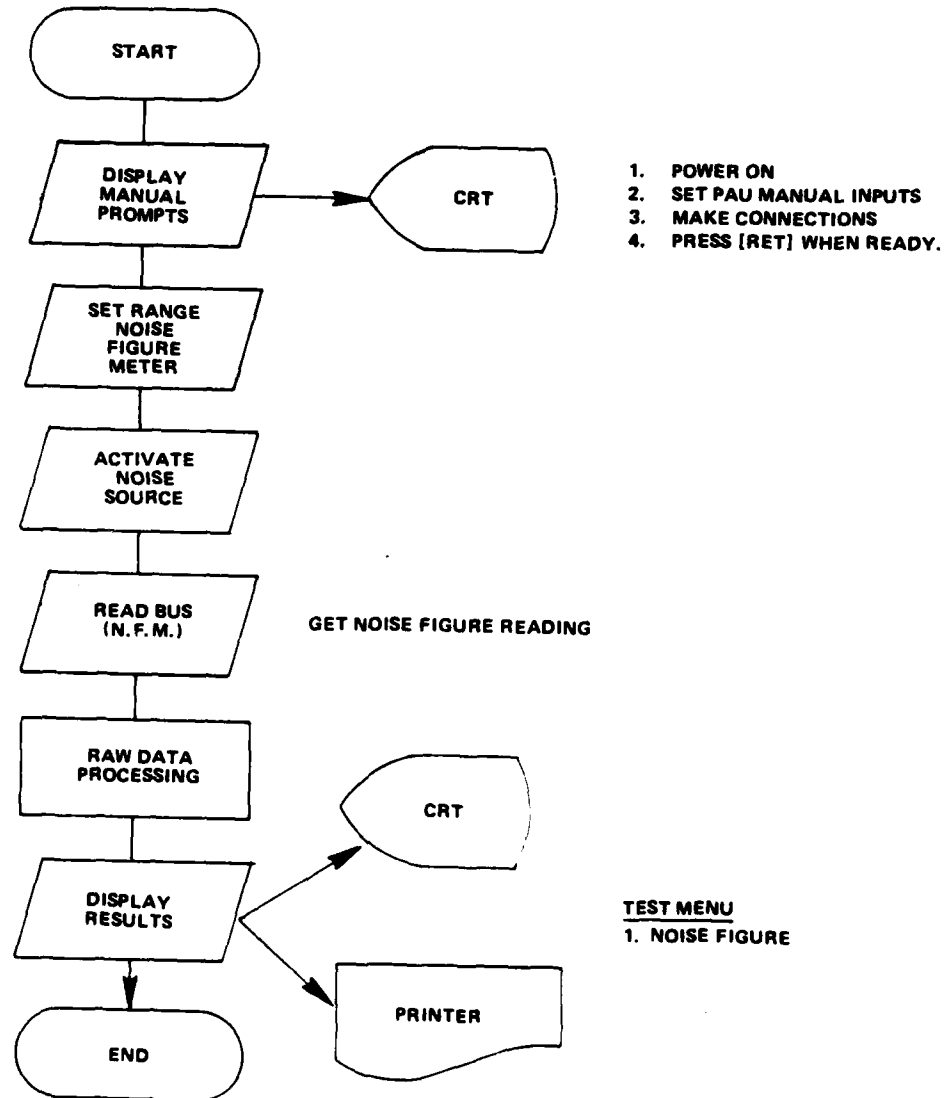 START
DISPLAY
MANUAL
PROMPTS
CRT
1. POWER ON
2. SET PAU MANUAL INPUTS
3. MAKE CONNECTIONS
4. PRESS [RET] WHEN READY.
SET RANGE
NOISE
FIGURE
METER
ACTIVATE
NOISE
SOURCE
READ BUS
(N.F.M.)
GET NOISE FIGURE READING
RAW DATA
PROCESSING
CRT
DISPLAY
RESULTS
TEST MENU
1. NOISE FIGURE
PRINTER
END